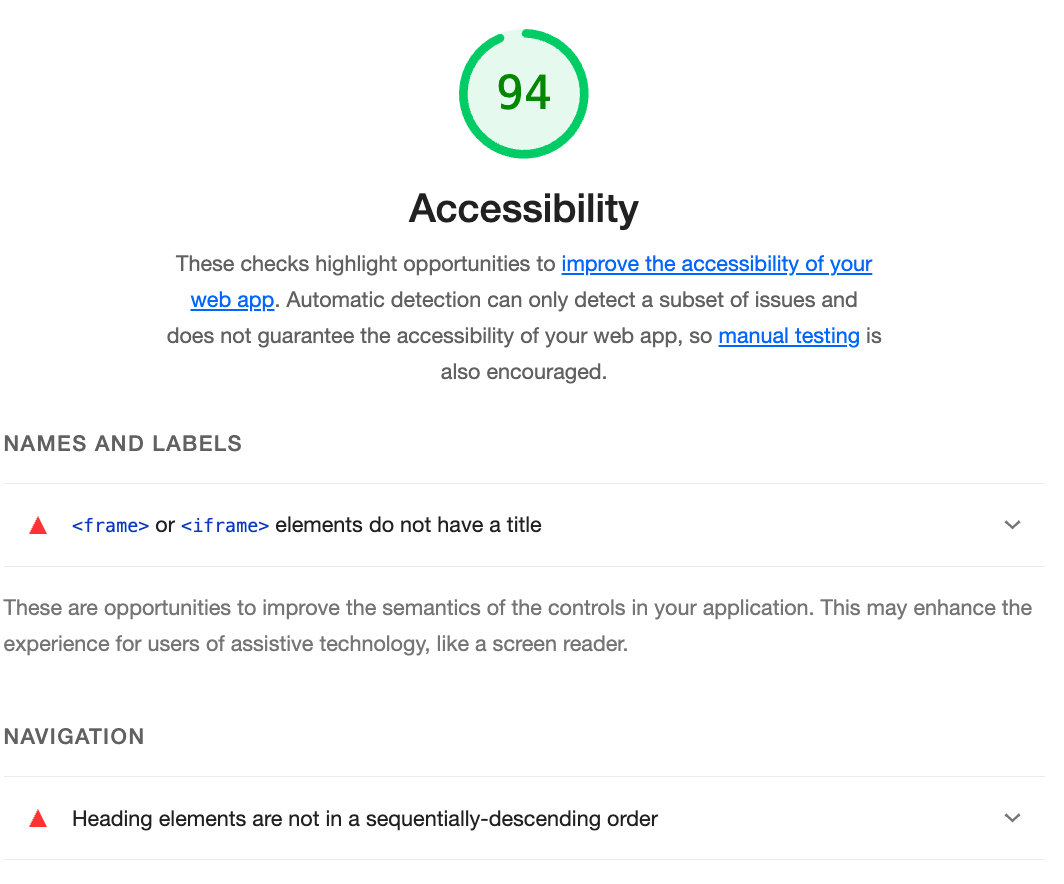 94
Accessibility
These checks highlight opportunities to improve the accessibility of your
web app. Automatic detection can only detect a subset of issues and
does not guarantee the accessibility of your web app, so manual testing is
also encouraged.
NAMES AND LABELS
<frame> or <iframe> elements do not have a title
These are opportunities to improve the semantics of the controls in your application. This may enhance the
experience for users of assistive technology, like a screen reader.
NAVIGATION
Heading elements are not in a sequentially-descending order